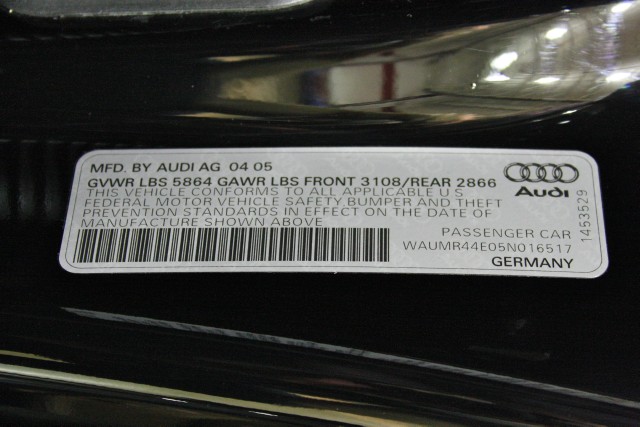 MFD. BY AUDI AG 04 05
GVWR LBS 5864 GAWR LBS FRONT 3108/REAR 2866
THIS VEHICLE CONFORMS TO ALL APPLICABLE U.S.
FEDERAL MOTOR VEHICLE SAFETY BUMPER AND THEFT
PREVENTION STANDARDS IN EFFECT ON THE DATE OF
MANUFACTURE SHOWN ABOVE.
Audi
PASSENGER CAR
WAUMR44E05N016517
GERMANY
1453529